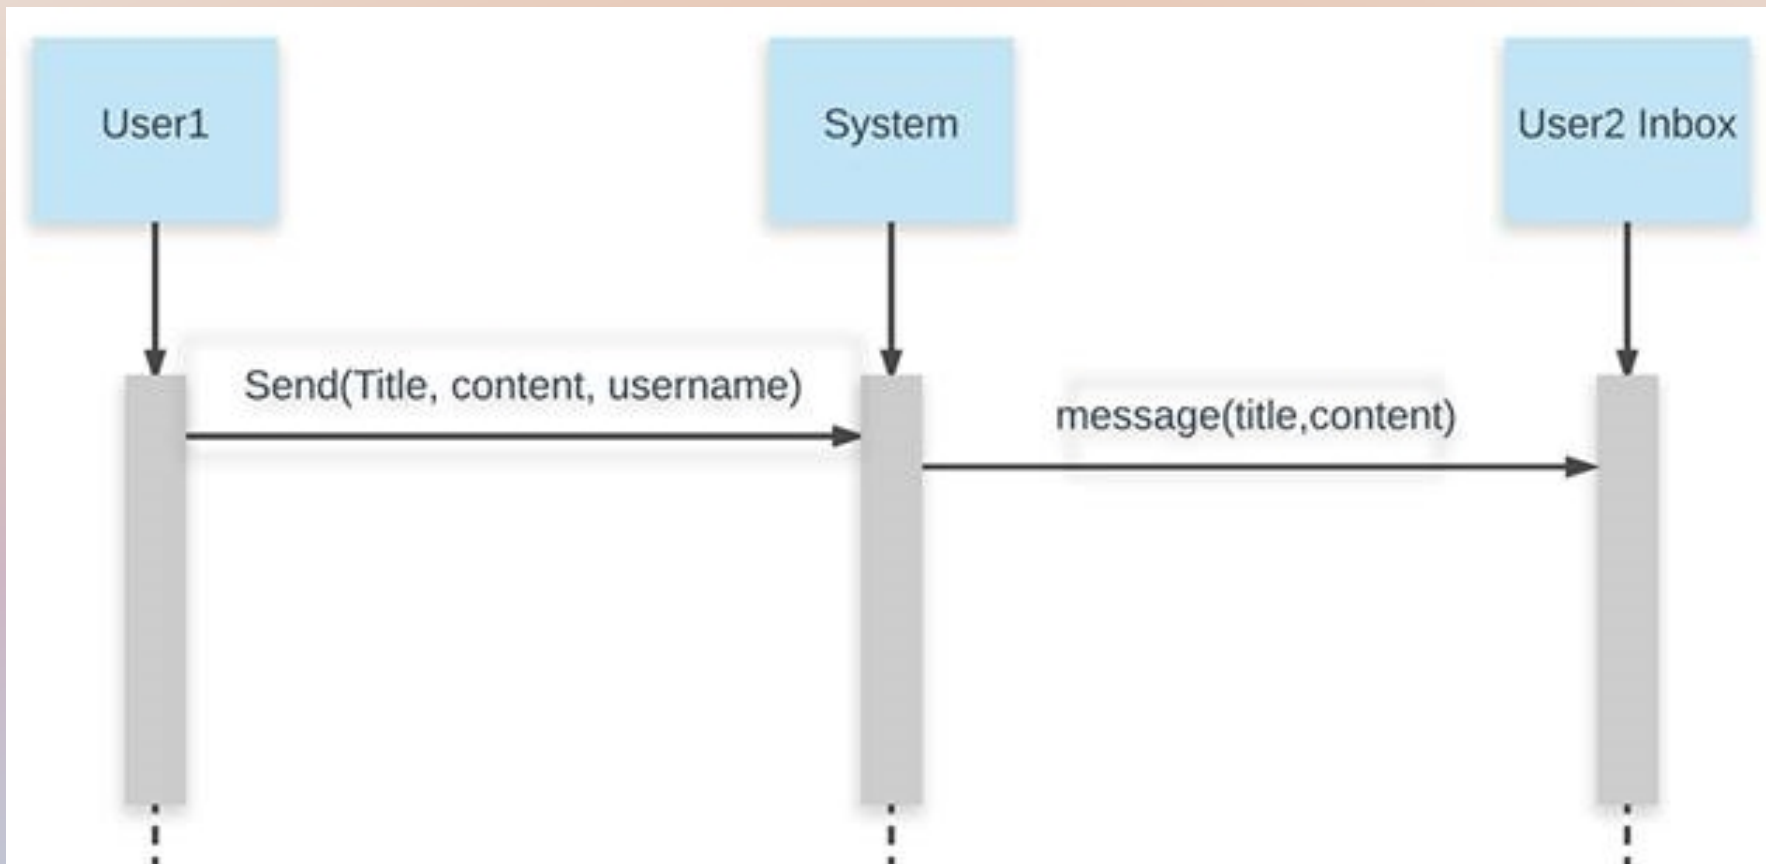 User1
System
User2 Inbox
Send(Title, content, username)
message(title,content)